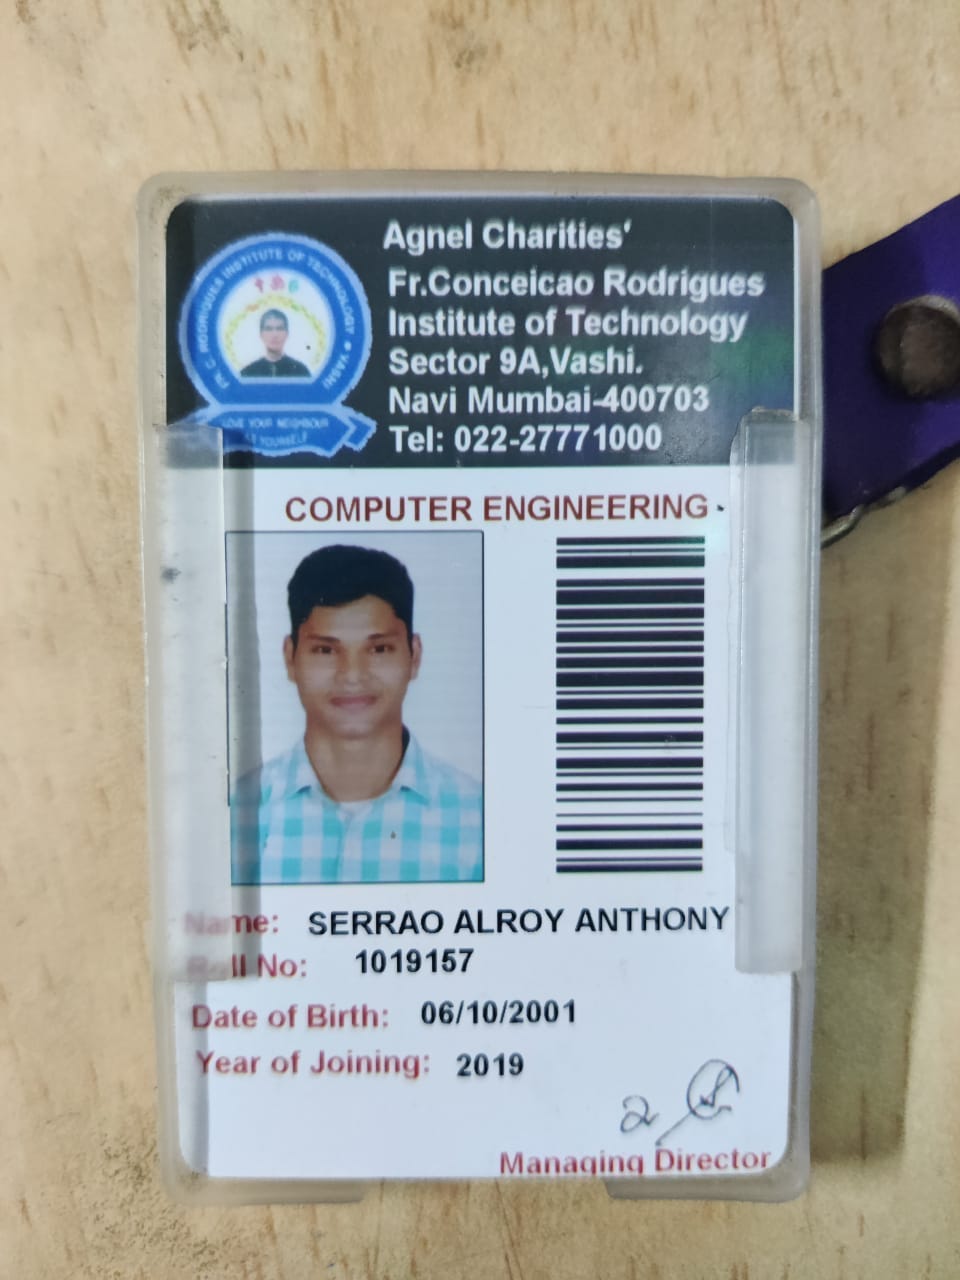 Agnel Charities'
Fr.Conceicao Rodrigues
Institute of Technology
Sector 9A,Vashi.
Navi Mumbai-400703
Tel: 022-27771000
FR. C. RODRIGUES INSTITUTE OF TECHNOLOGY • VASHI
LOVE YOUR NEIGHBOUR
AS YOURSELF
COMPUTER ENGINEERING
Name: SERRAO ALROY ANTHONY
Roll No: 1019157
Date of Birth: 06/10/2001
Year of Joining: 2019
Managing Director